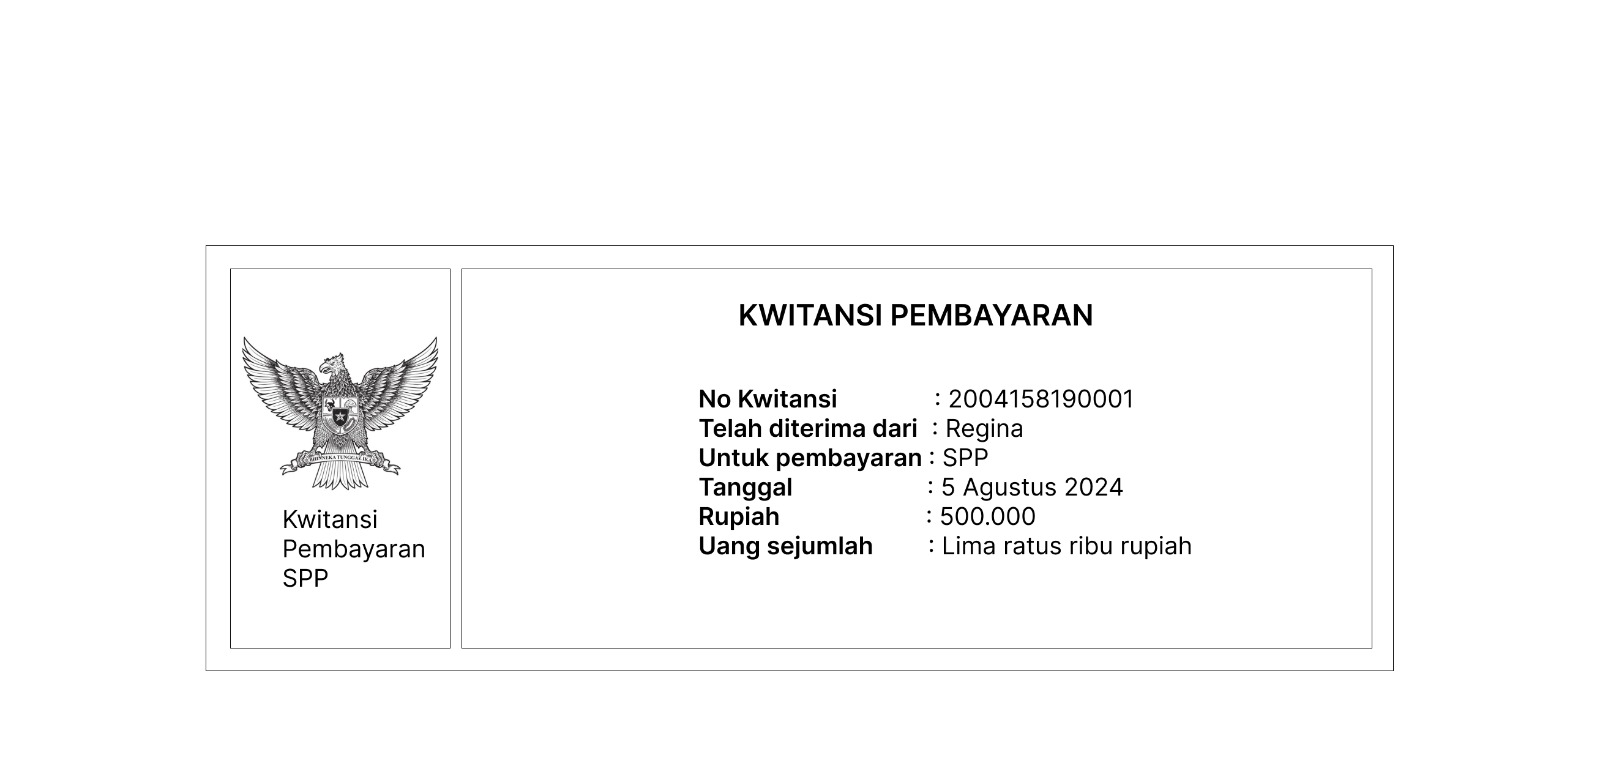 BHINNEKA TUNGGAL IKA
Kwitansi
Pembayaran
SPP
KWITANSI PEMBAYARAN
No Kwitansi : 2004158190001
Telah diterima dari : Regina
Untuk pembayaran : SPP
Tanggal : 5 Agustus 2024
Rupiah : 500.000
Uang sejumlah : Lima ratus ribu rupiah